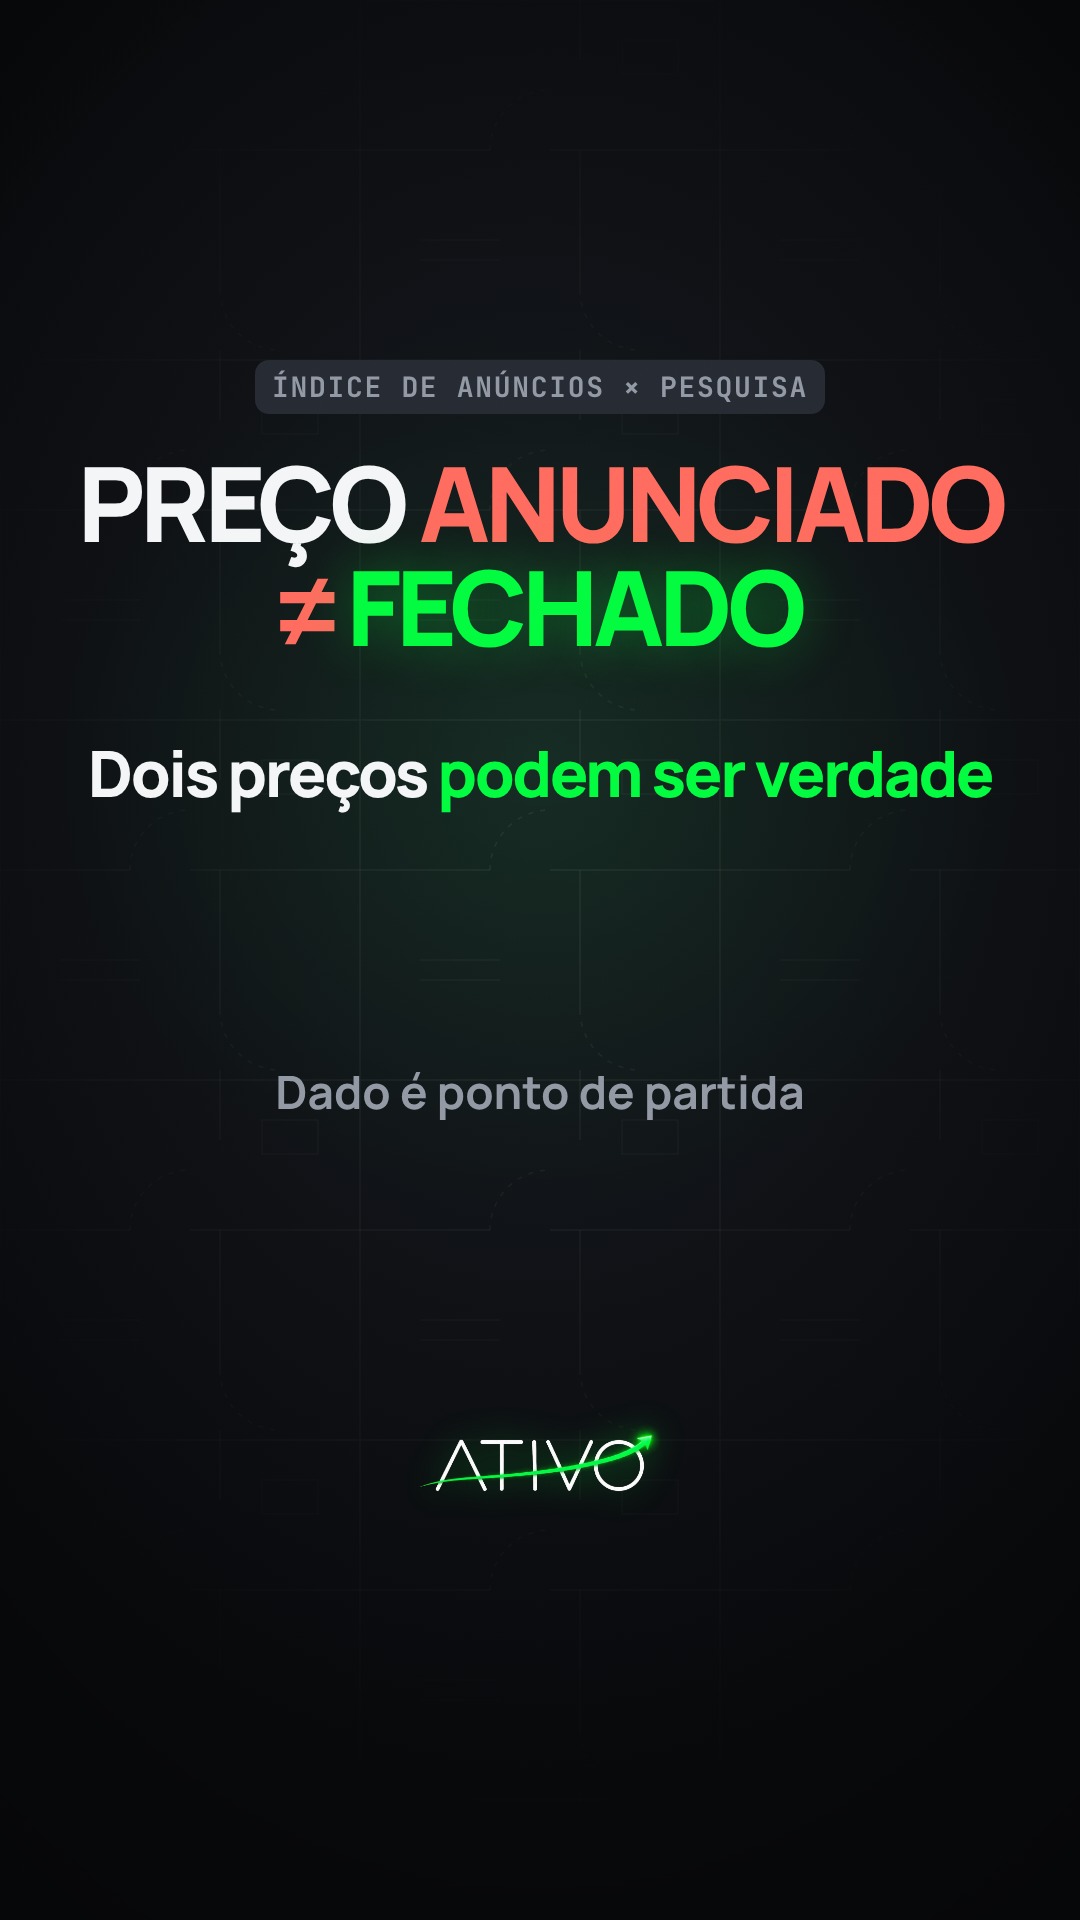 ÍNDICE DE ANÚNCIOS × PESQUISA
PREÇO ANUNCIADO
≠ FECHADO
Dois preços podem ser verdade
Dado é ponto de partida
ATIVO